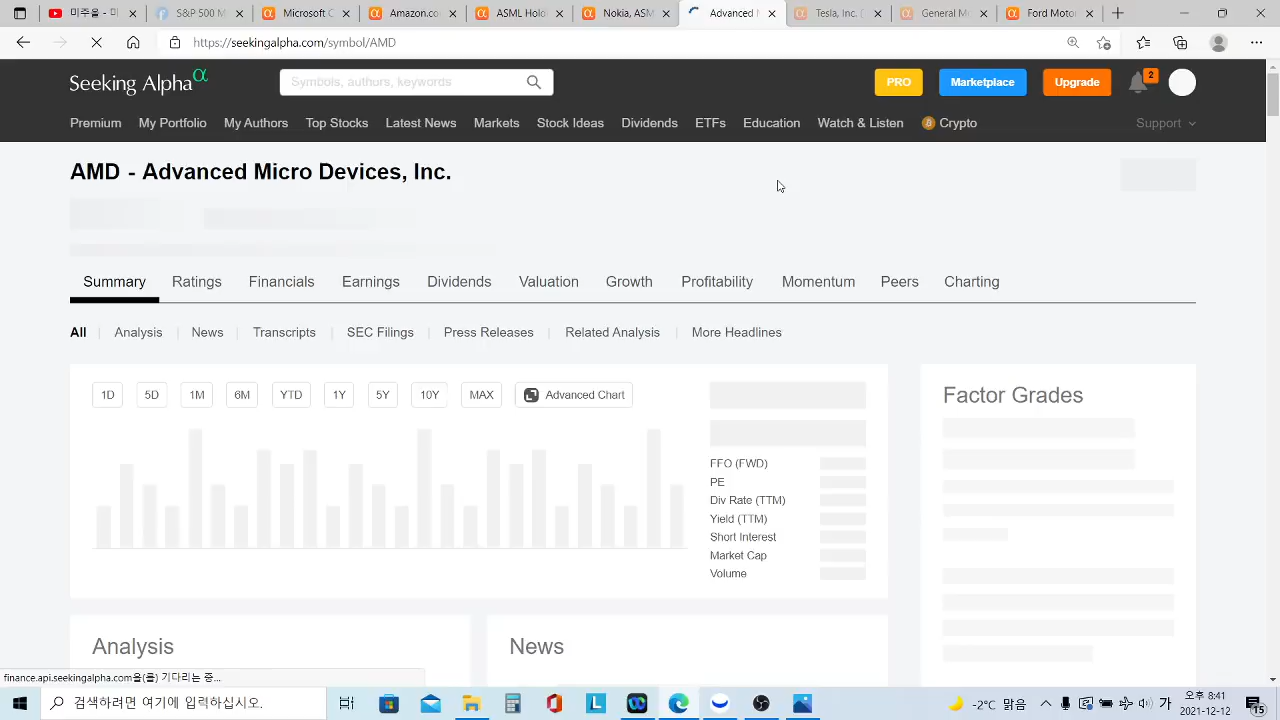 S&P 500 -
Microsoft C
Amazon.co
ASML -
Nokia, ASM
Advanced M
Tesla, Inc. (
General Mo
Ford Moto
https://seekingalpha.com/symbol/AMD
Seeking Alpha α
Symbols, authors, keywords
PRO
Marketplace
Upgrade
2
Premium My Portfolio My Authors Top Stocks Latest News Markets Stock Ideas Dividends ETFs Education Watch & Listen Crypto Support
AMD - Advanced Micro Devices, Inc.
Summary Ratings Financials Earnings Dividends Valuation Growth Profitability Momentum Peers Charting
All Analysis News Transcripts SEC Filings Press Releases Related Analysis More Headlines
1D 5D 1M 6M YTD 1Y 5Y 10Y MAX Advanced Chart
Factor Grades
FFO (FWD)
PE
Div Rate (TTM)
Yield (TTM)
Short Interest
Market Cap
Volume
Analysis
News
finance.api.seekingalpha.com을(를) 기다리는 중...
검색하려면 여기에 입력하십시오.
-2°C 맑음
오후 8:41
2021-12-12
15